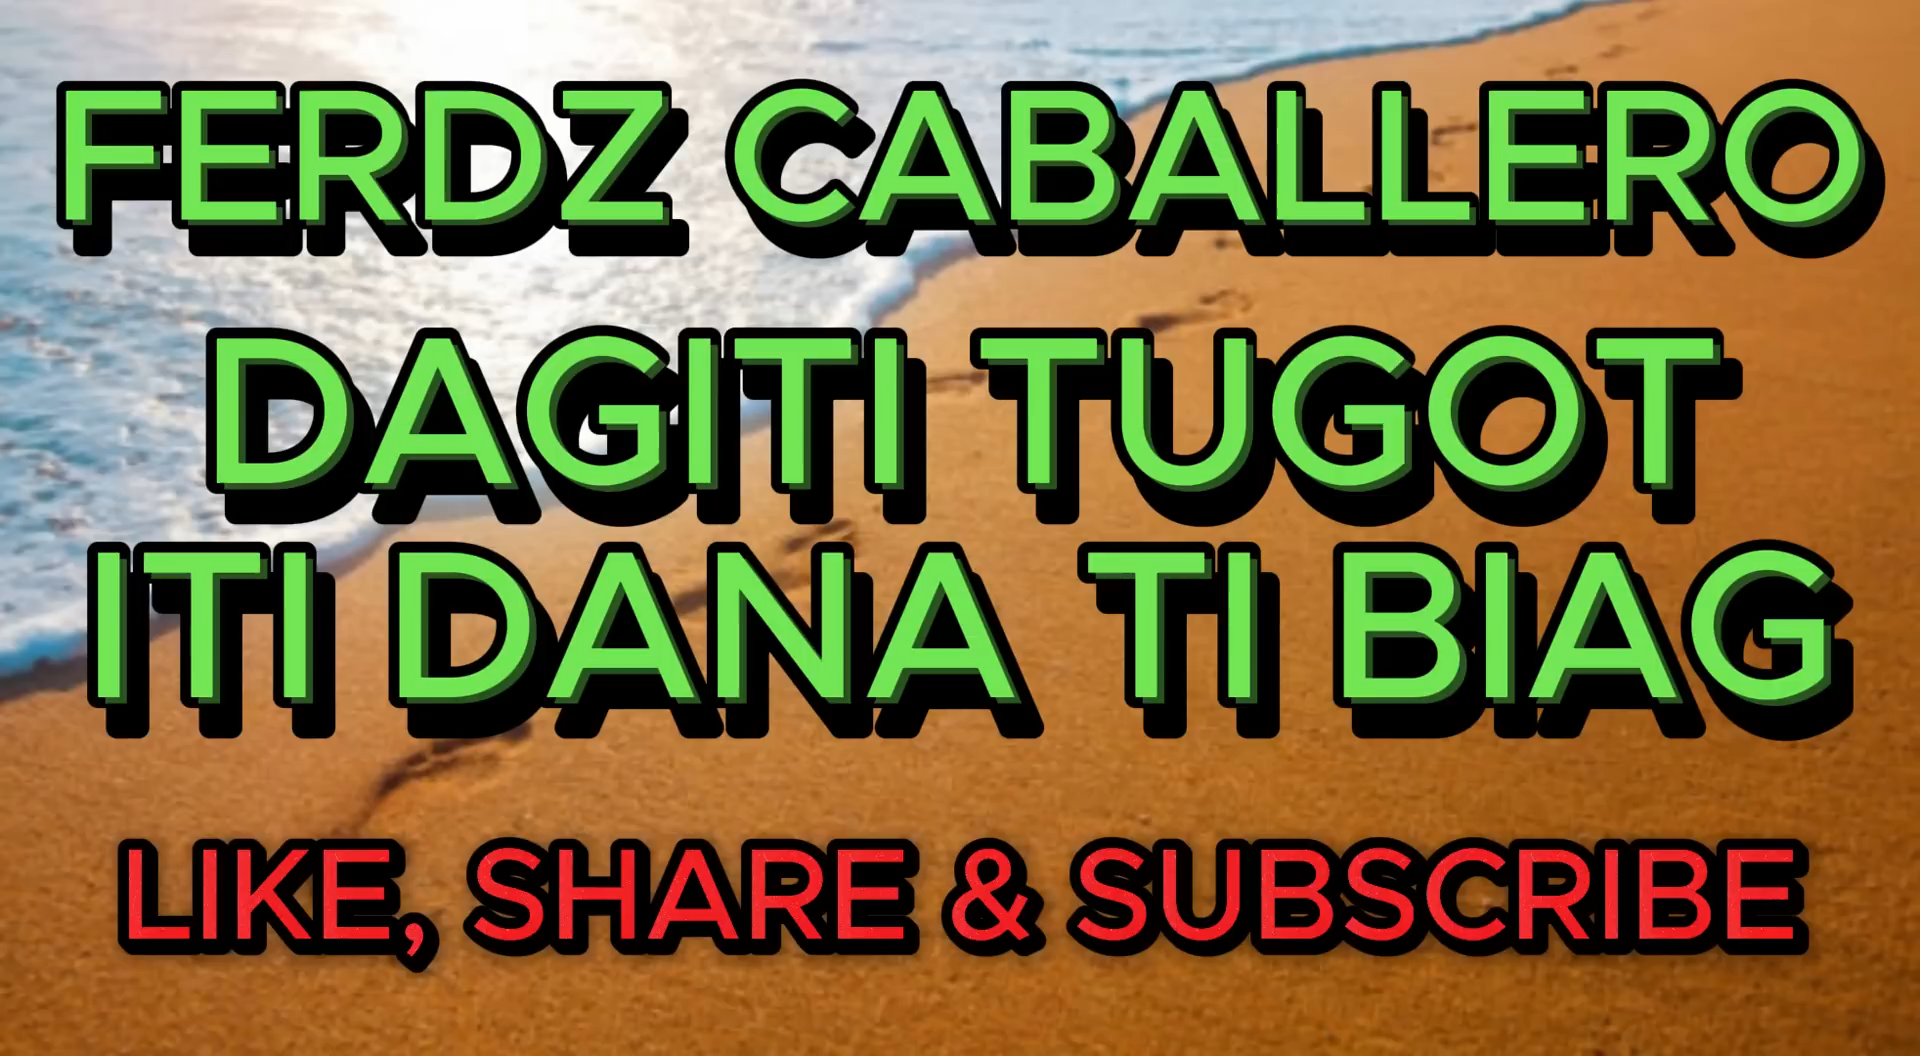 FERDZ CABALLERO
DAGITI TUGOT
ITI DANA TI BIAG
LIKE, SHARE & SUBSCRIBE